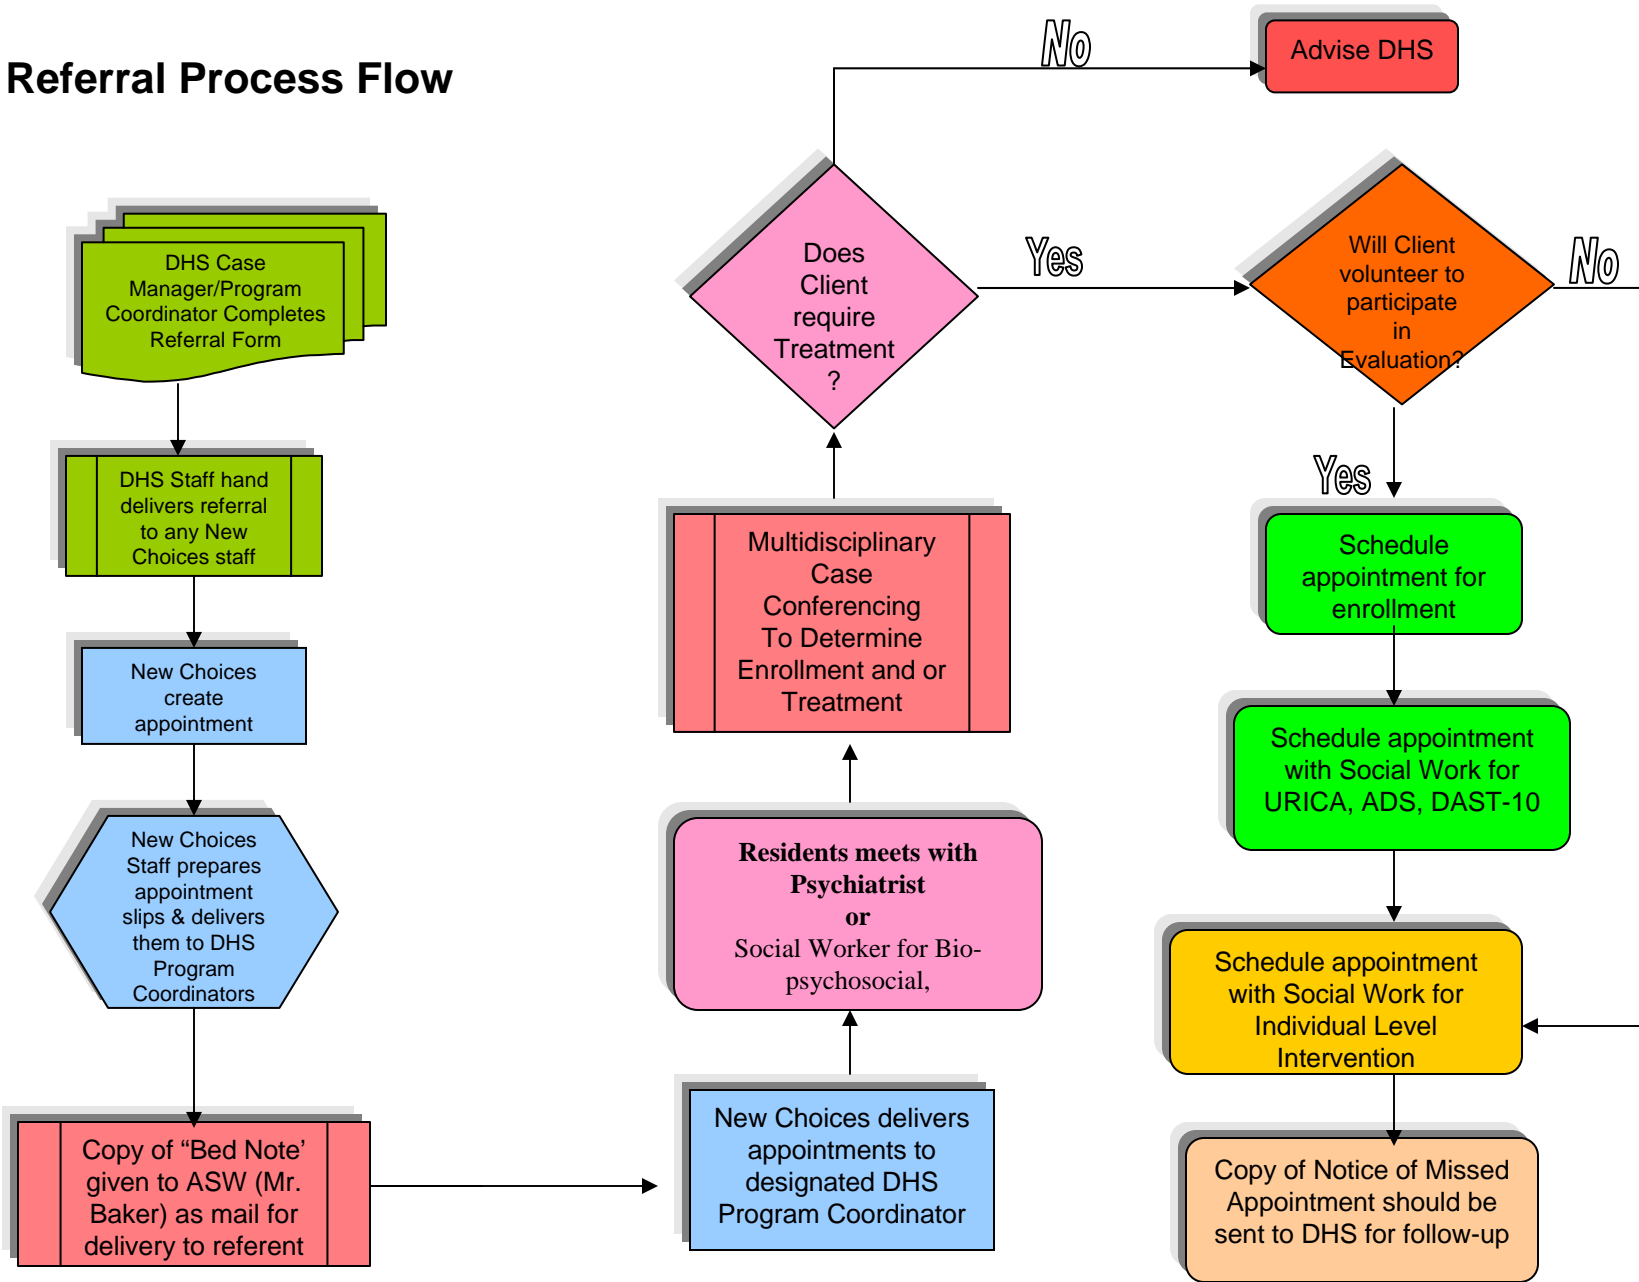 Referral Process Flow
DHS Case
Manager/Program
Coordinator Completes
Referral Form
DHS Staff hand
delivers referral
to any New
Choices staff
New Choices
create
appointment
New Choices
Staff prepares
appointment
slips & delivers
them to DHS
Program
Coordinators
Copy of “Bed Note’
given to ASW (Mr.
Baker) as mail for
delivery to referent
New Choices delivers
appointments to
designated DHS
Program Coordinator
Residents meets with
Psychiatrist
or
Social Worker for Bio-
psychosocial,
Multidisciplinary
Case
Conferencing
To Determine
Enrollment and or
Treatment
Does
Client
require
Treatment
?
No
Advise DHS
Yes
Will Client
volunteer to
participate
in
Evaluation?
No
Yes
Schedule
appointment for
enrollment
Schedule appointment
with Social Work for
URICA, ADS, DAST-10
Schedule appointment
with Social Work for
Individual Level
Intervention
Copy of Notice of Missed
Appointment should be
sent to DHS for follow-up